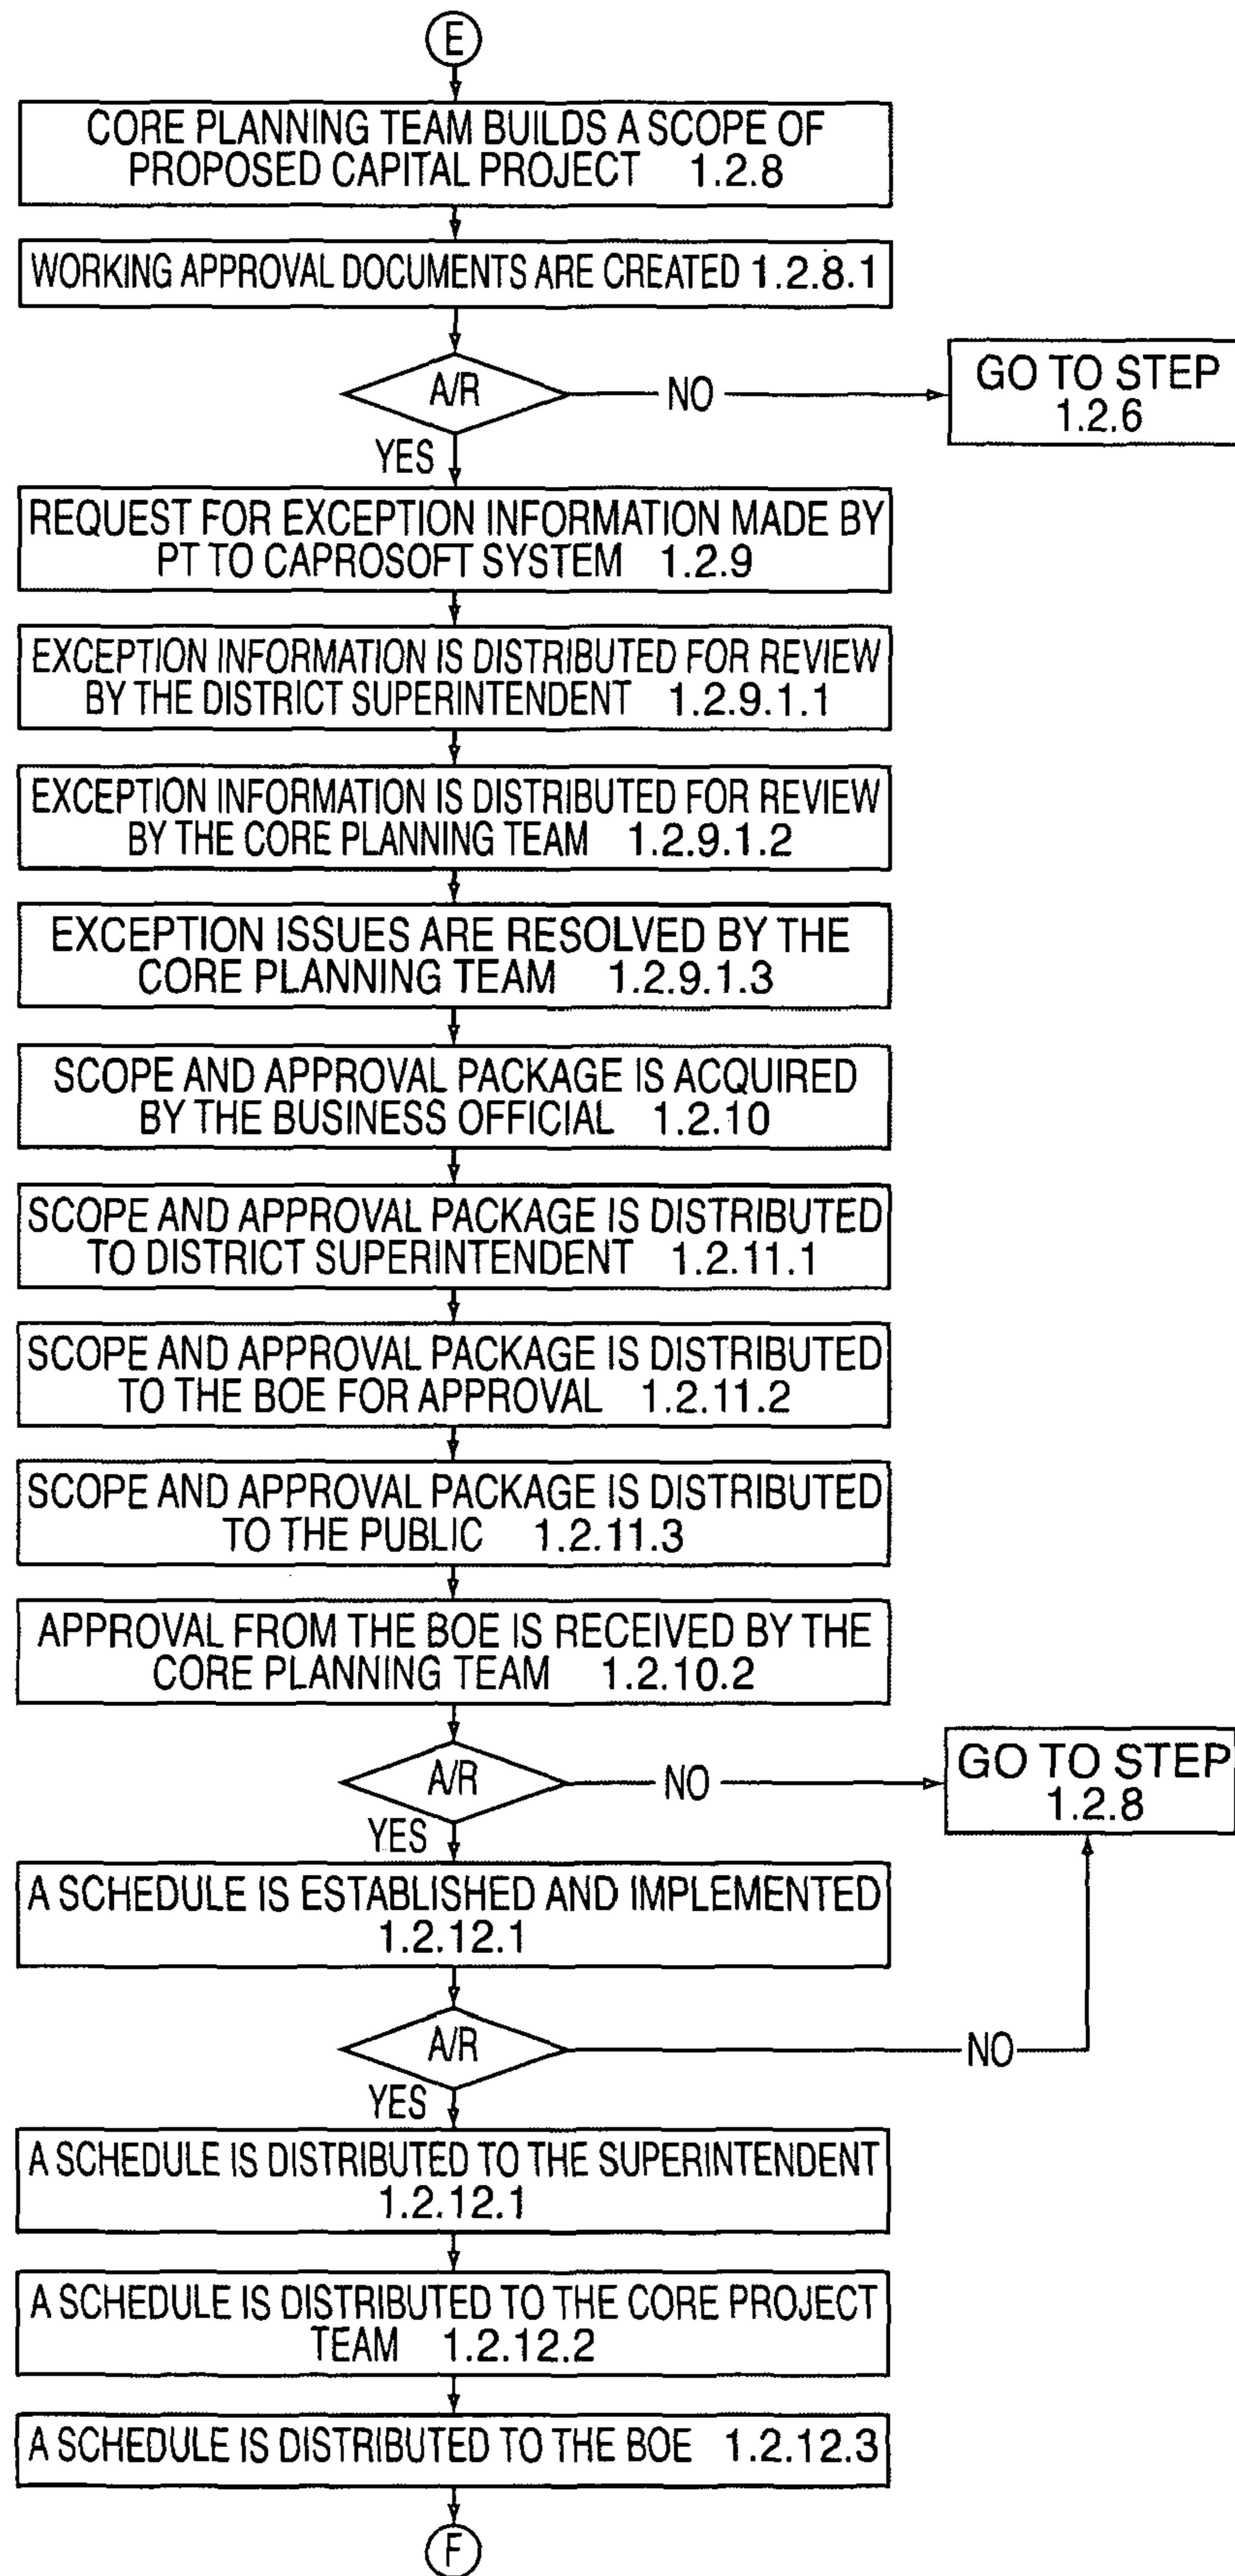 E
CORE PLANNING TEAM BUILDS A SCOPE OF
PROPOSED CAPITAL PROJECT 1.2.8
WORKING APPROVAL DOCUMENTS ARE CREATED 1.2.8.1
A/R
NO
GO TO STEP
1.2.6
YES
REQUEST FOR EXCEPTION INFORMATION MADE BY
PT TO CAPROSOFT SYSTEM 1.2.9
EXCEPTION INFORMATION IS DISTRIBUTED FOR REVIEW
BY THE DISTRICT SUPERINTENDENT 1.2.9.1.1
EXCEPTION INFORMATION IS DISTRIBUTED FOR REVIEW
BY THE CORE PLANNING TEAM 1.2.9.1.2
EXCEPTION ISSUES ARE RESOLVED BY THE
CORE PLANNING TEAM 1.2.9.1.3
SCOPE AND APPROVAL PACKAGE IS ACQUIRED
BY THE BUSINESS OFFICIAL 1.2.10
SCOPE AND APPROVAL PACKAGE IS DISTRIBUTED
TO DISTRICT SUPERINTENDENT 1.2.11.1
SCOPE AND APPROVAL PACKAGE IS DISTRIBUTED
TO THE BOE FOR APPROVAL 1.2.11.2
SCOPE AND APPROVAL PACKAGE IS DISTRIBUTED
TO THE PUBLIC 1.2.11.3
APPROVAL FROM THE BOE IS RECEIVED BY THE
CORE PLANNING TEAM 1.2.10.2
A/R
NO
GO TO STEP
1.2.8
YES
A SCHEDULE IS ESTABLISHED AND IMPLEMENTED
1.2.12.1
A/R
NO
YES
A SCHEDULE IS DISTRIBUTED TO THE SUPERINTENDENT
1.2.12.1
A SCHEDULE IS DISTRIBUTED TO THE CORE PROJECT
TEAM 1.2.12.2
A SCHEDULE IS DISTRIBUTED TO THE BOE 1.2.12.3
F